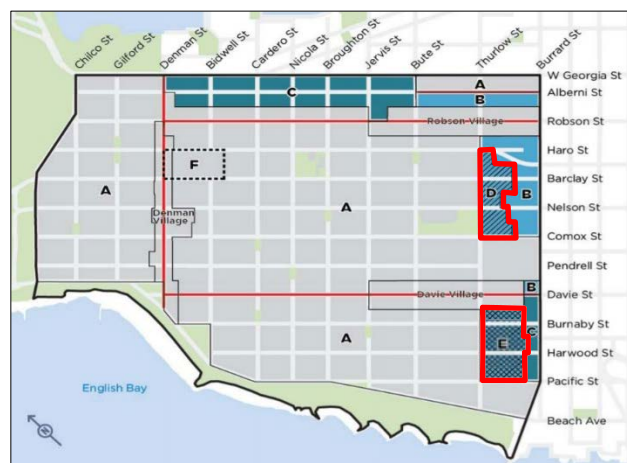 Chilco St
Gilford St
Denman St
Bidwell St
Cardero St
Nicola St
Broughton St
Jervis St
Bute St
Thurlow St
Burrard St
W Georgia St
A
Alberni St
C
B
Robson Village
Robson St
Haro St
F
Barclay St
A
D
B
A
Nelson St
Denman
Village
Comox St
Pendrell St
B
Davie St
Davie Village
Burnaby St
C
A
E
Harwood St
English Bay
Pacific St
Beach Ave
N